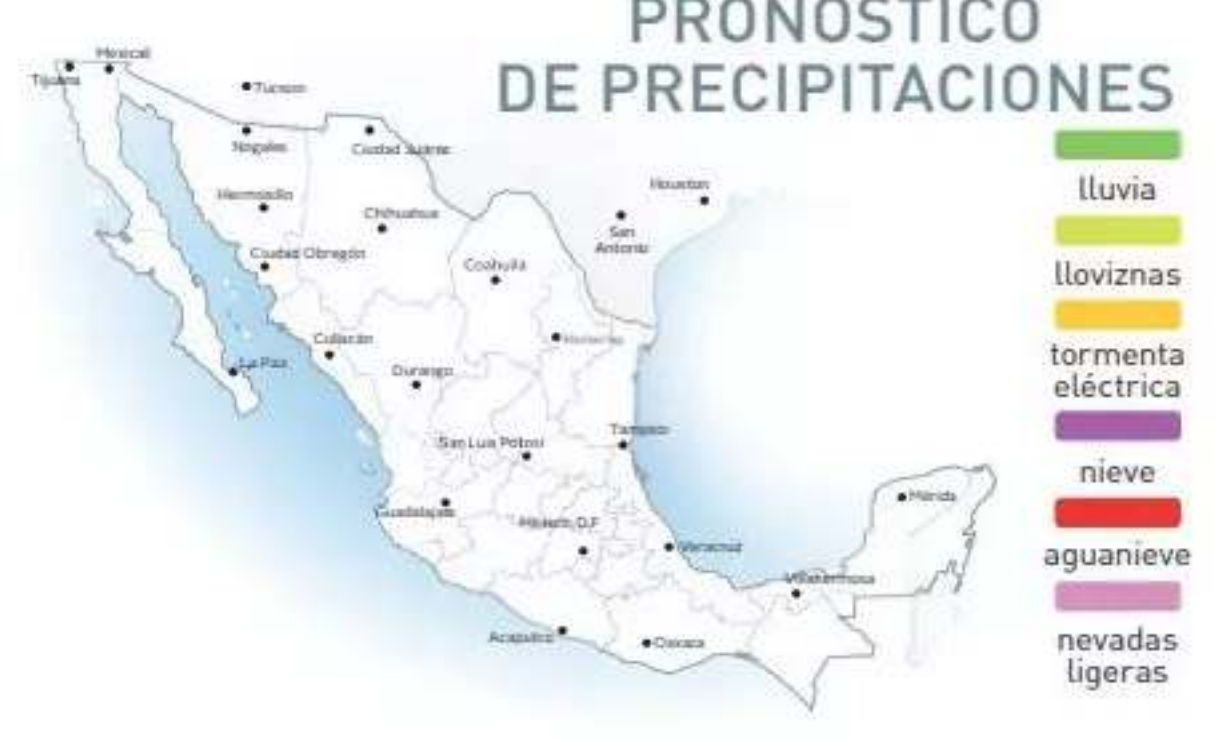 PRONÓSTICO
DE PRECIPITACIONES
Mexicali
Tijuana
Tucson
Nogales
Ciudad Juárez
Houston
Hermosillo
Chihuahua
San
Antonio
Ciudad Obregón
Coahuila
Culiacán
Monterrey
La Paz
Durango
Tampico
San Luis Potosí
Mérida
Guadalajara
México, D.F
Veracruz
Villahermosa
Acapulco
Oaxaca
lluvia
lloviznas
tormenta
eléctrica
nieve
aguanieve
nevadas
ligeras